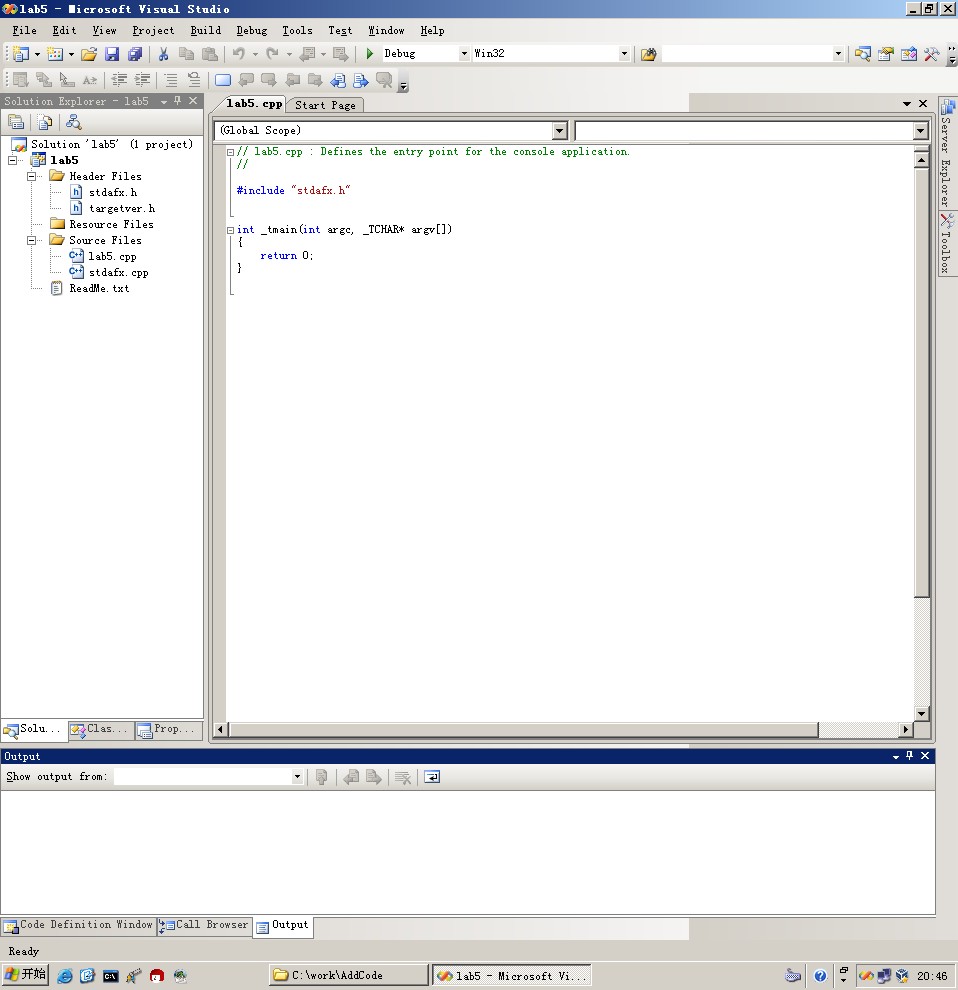 lab5 - Microsoft Visual Studio
File Edit View Project Build Debug Tools Test Window Help
Debug Win32
Solution Explorer - lab5
lab5.cpp Start Page
(Global Scope)
Solution 'lab5' (1 project)
lab5
Header Files
stdafx.h
targetver.h
Resource Files
Source Files
lab5.cpp
stdafx.cpp
ReadMe.txt
// lab5.cpp : Defines the entry point for the console application.
//
#include "stdafx.h"
int _tmain(int argc, _TCHAR* argv[])
{
return 0;
}
Server Explorer
Toolbox
Solu... Clas... Prop...
Output
Show output from:
Code Definition Window Call Browser Output
Ready
开始 C:\work\AddCode lab5 - Microsoft Vi... 20:46